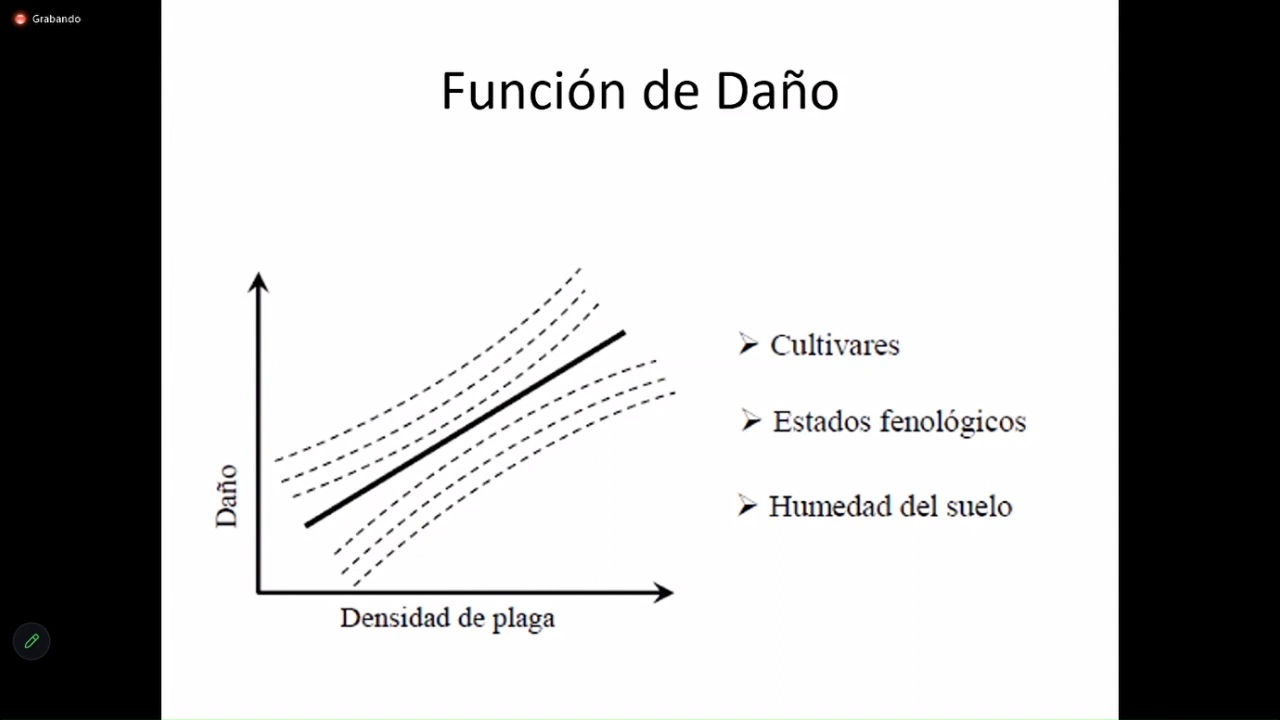 Grabando
Función de Daño
Daño
Densidad de plaga
Cultivares
Estados fenológicos
Humedad del suelo